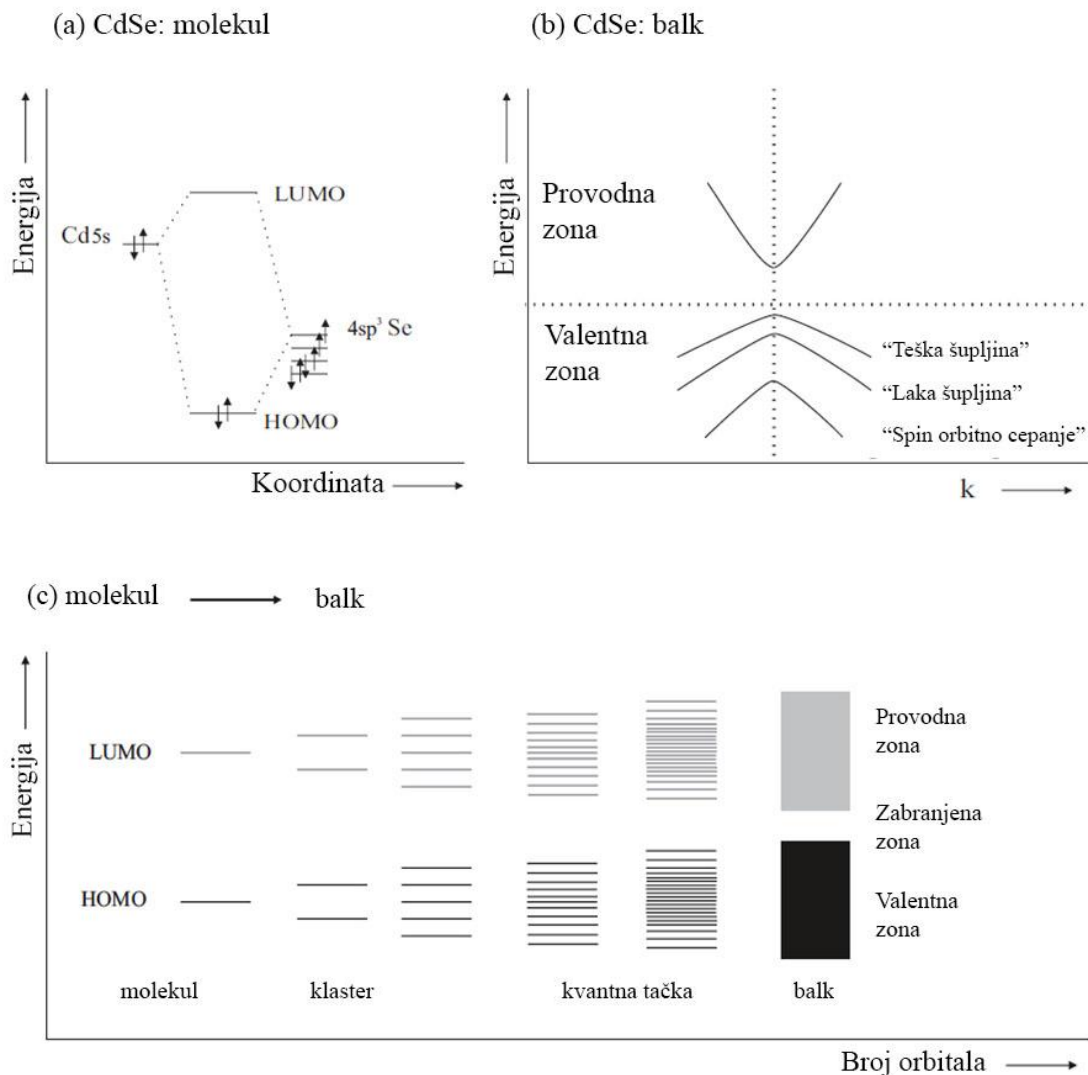 (a) CdSe: molekul
Energija
LUMO
Cd5s
4sp³ Se
HOMO
Koordinata
(b) CdSe: balk
Energija
Provodna
zona
Valentna
zona
“Teška šupljina”
“Laka šupljina”
“Spin orbitno cepanje”
k
(c) molekul
balk
Energija
LUMO
HOMO
Provodna
zona
Zabranjena
zona
Valentna
zona
molekul
klaster
kvantna tačka
balk
Broj orbitala